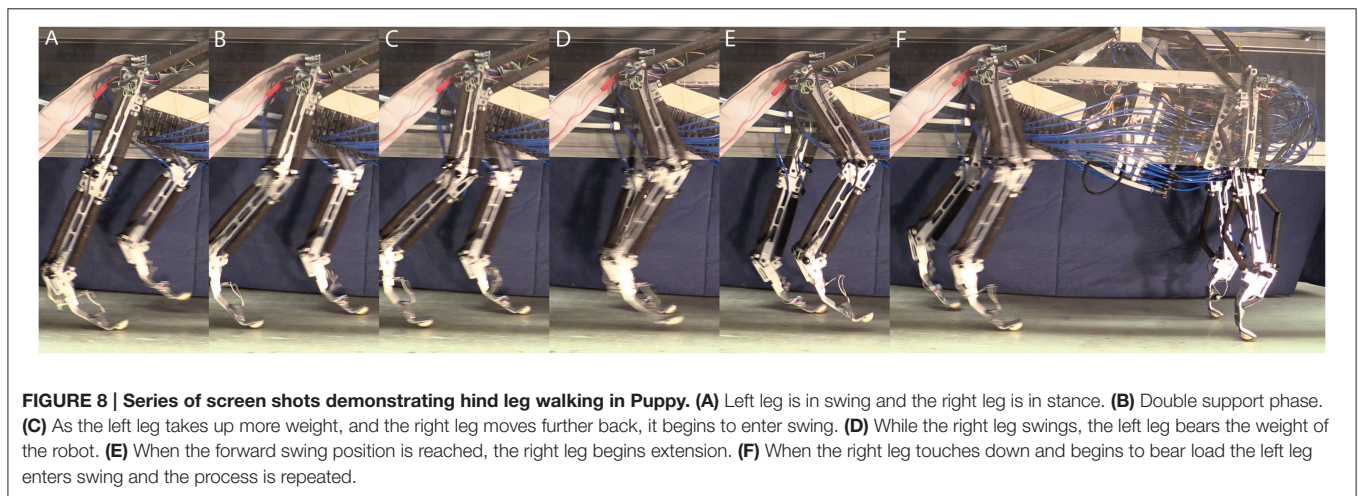 A B C D E F
FIGURE 8 | Series of screen shots demonstrating hind leg walking in Puppy. (A) Left leg is in swing and the right leg is in stance. (B) Double support phase.
(C) As the left leg takes up more weight, and the right leg moves further back, it begins to enter swing. (D) While the right leg swings, the left leg bears the weight of
the robot. (E) When the forward swing position is reached, the right leg begins extension. (F) When the right leg touches down and begins to bear load the left leg
enters swing and the process is repeated.